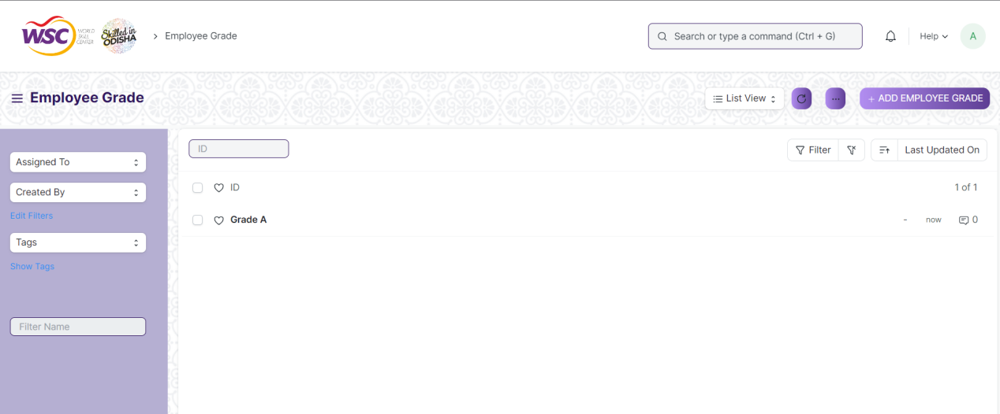 WSC WORLD SKILL CENTER
Skilled in ODISHA
Employee Grade
Search or type a command (Ctrl + G)
Help
A
Employee Grade
List View
ADD EMPLOYEE GRADE
Assigned To
Created By
Edit Filters
Tags
Show Tags
Filter Name
ID
Filter
Last Updated On
ID
1 of 1
Grade A
-
now
0